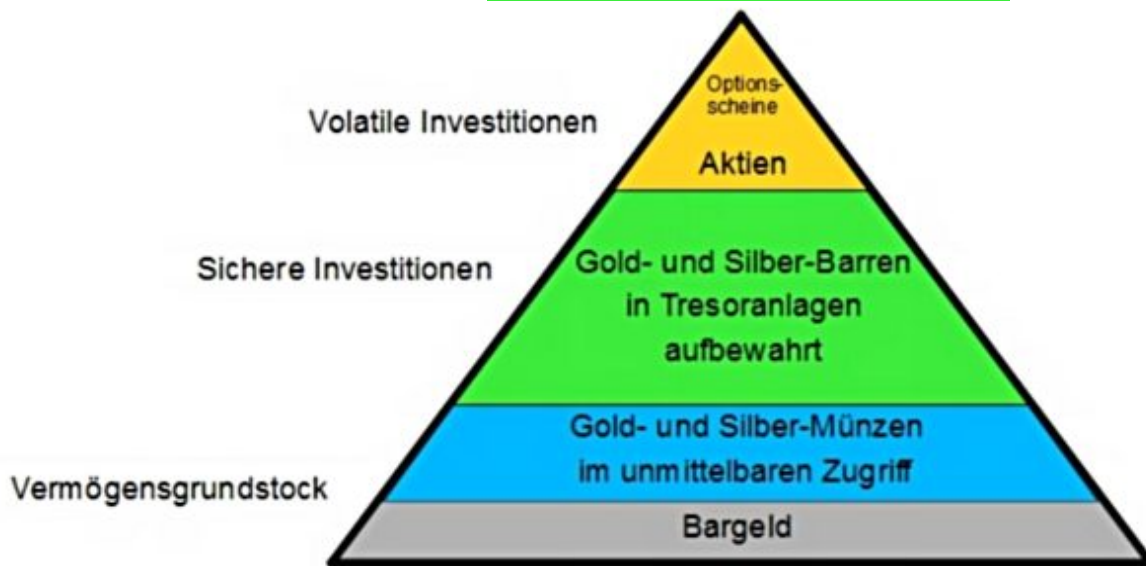 Options-
scheine
Volatile Investitionen
Aktien
Gold- und Silber-Barren
Sichere Investitionen
in Tresoranlagen
aufbewahrt
Gold- und Silber-Münzen
im unmittelbaren Zugriff
Vermögensgrundstock
Bargeld